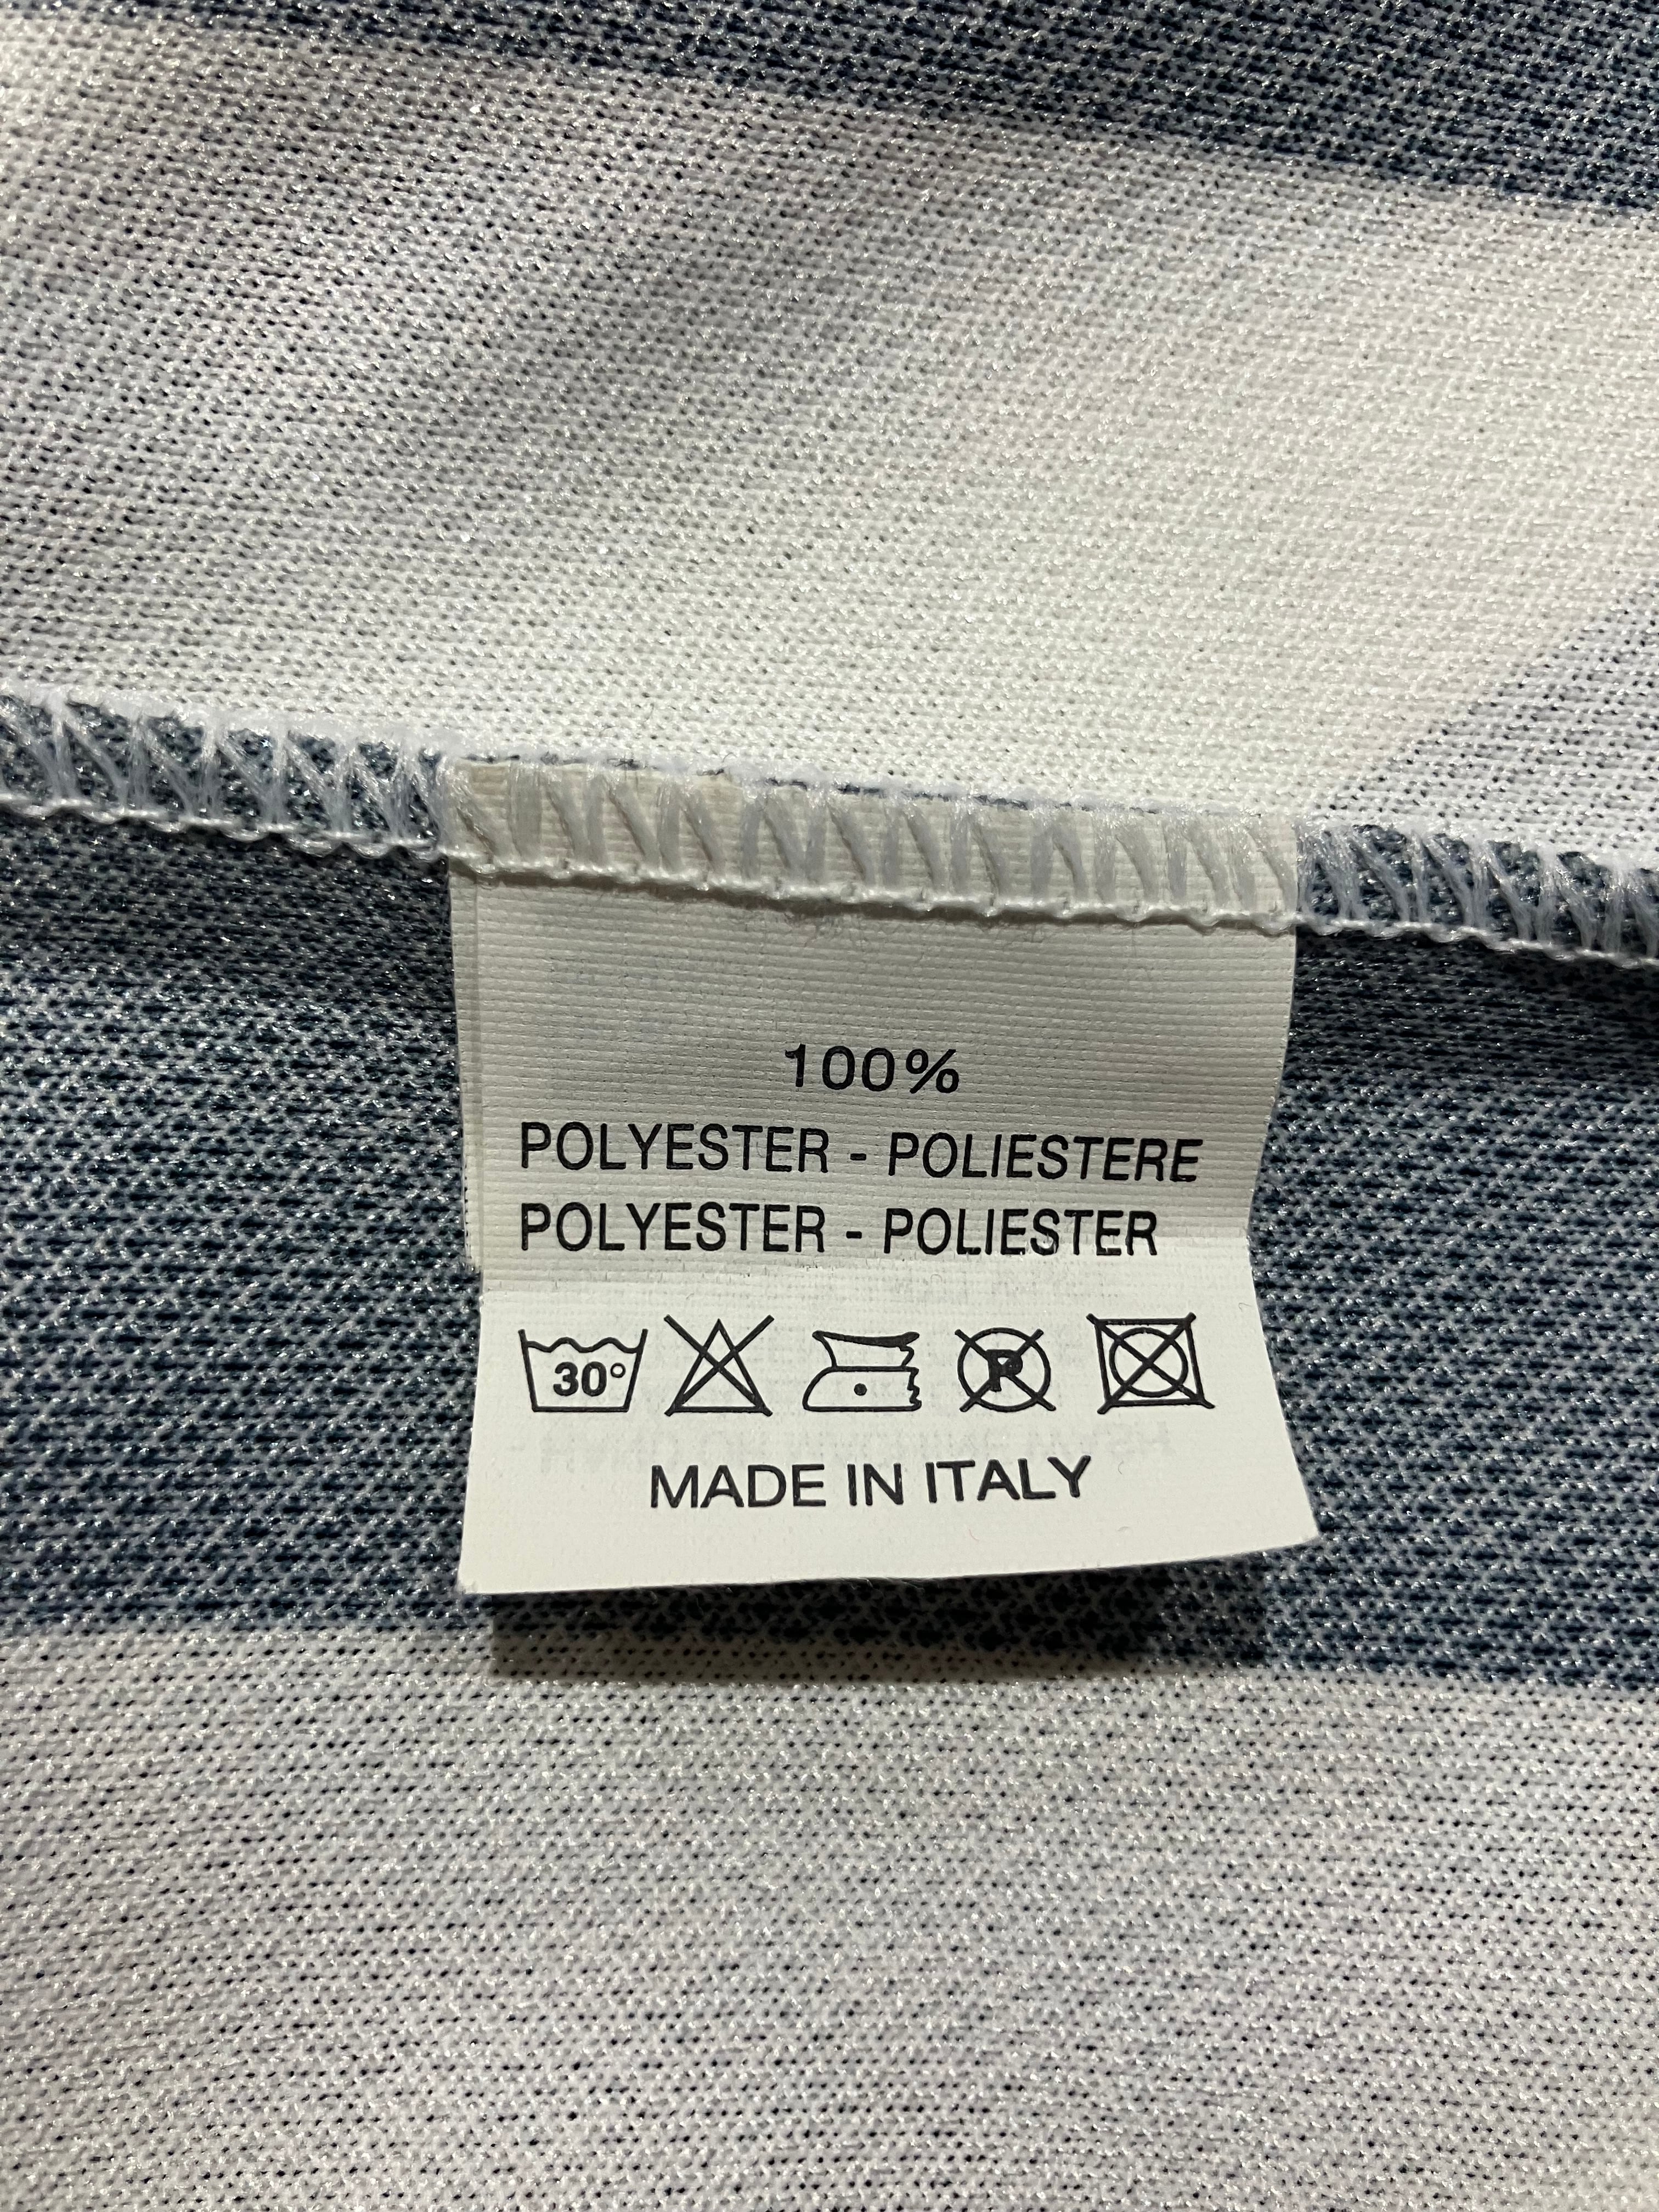 100%
POLYESTER - POLIESTERE
POLYESTER - POLIESTER
30° P
MADE IN ITALY